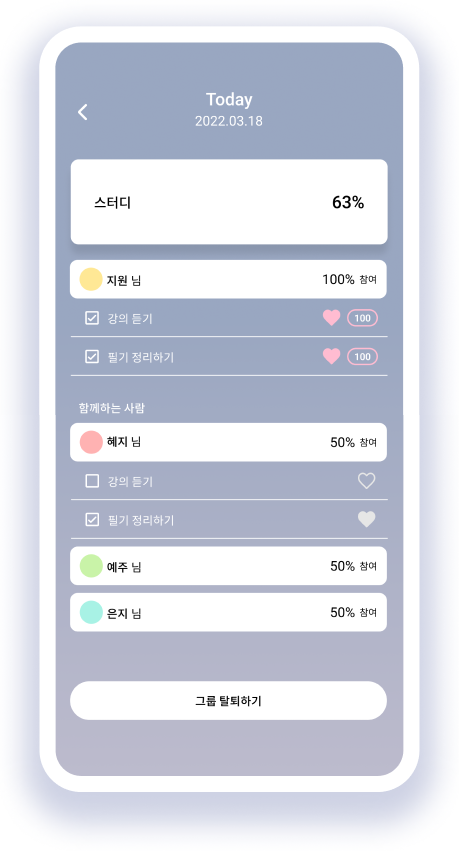 Today
2022.03.18
스터디 63%
지원 님 100% 참여
강의 듣기 100
필기 정리하기 100
함께하는 사람
혜지 님 50% 참여
강의 듣기
필기 정리하기
예주 님 50% 참여
은지 님 50% 참여
그룹 탈퇴하기